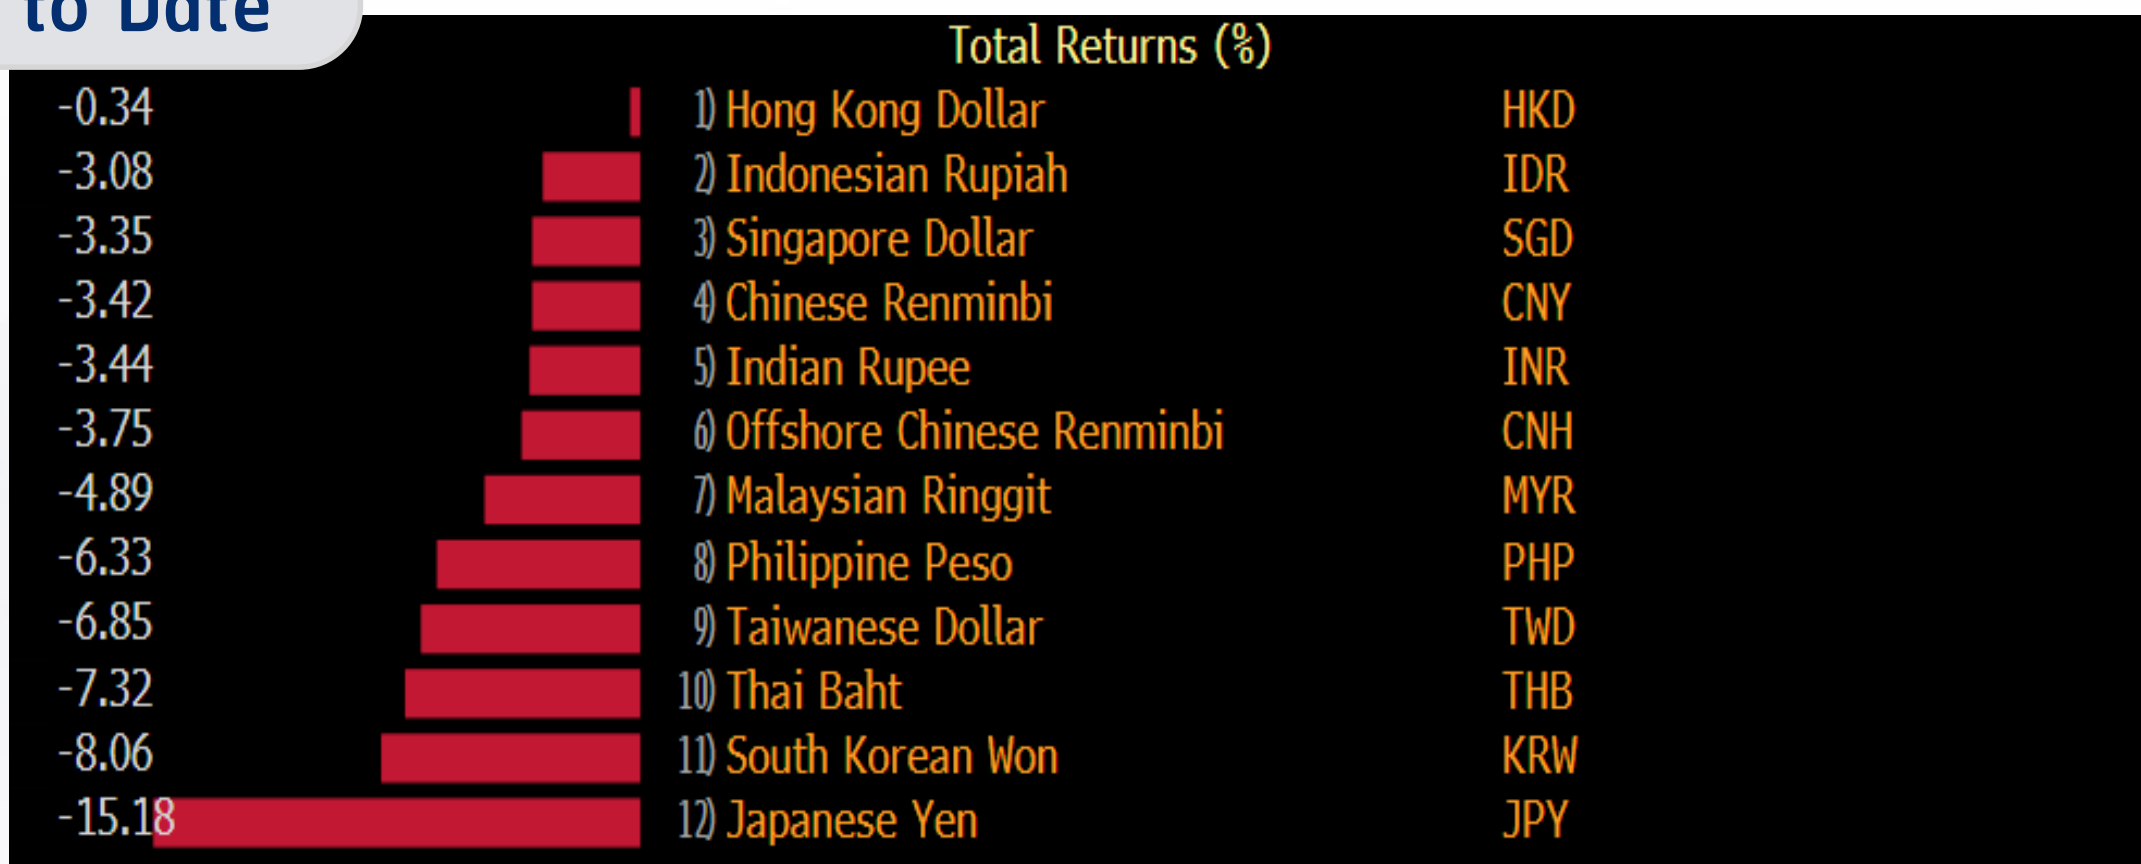 to Date
Total Returns (%)
-0.34 1) Hong Kong Dollar HKD
-3.08 2) Indonesian Rupiah IDR
-3.35 3) Singapore Dollar SGD
-3.42 4) Chinese Renminbi CNY
-3.44 5) Indian Rupee INR
-3.75 6) Offshore Chinese Renminbi CNH
-4.89 7) Malaysian Ringgit MYR
-6.33 8) Philippine Peso PHP
-6.85 9) Taiwanese Dollar TWD
-7.32 10) Thai Baht THB
-8.06 11) South Korean Won KRW
-15.18 12) Japanese Yen JPY